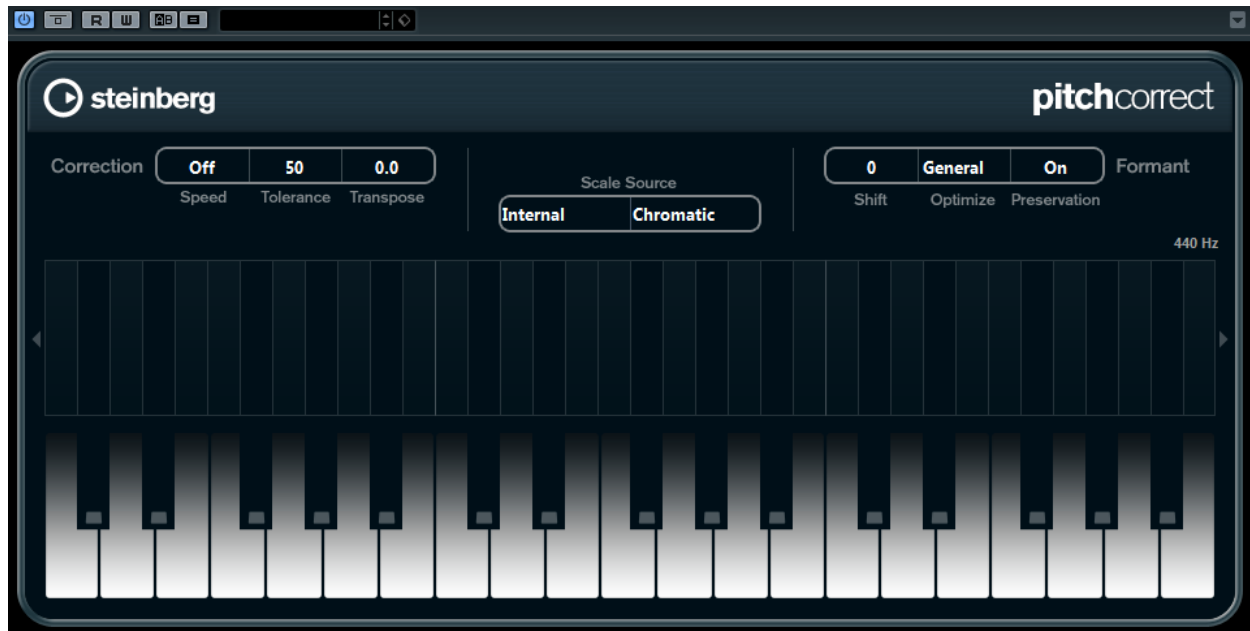 R W AB
steinberg
pitchcorrect
Correction Off 50 0.0
Speed Tolerance Transpose
Scale Source
Internal Chromatic
0 General On Formant
Shift Optimize Preservation
440 Hz